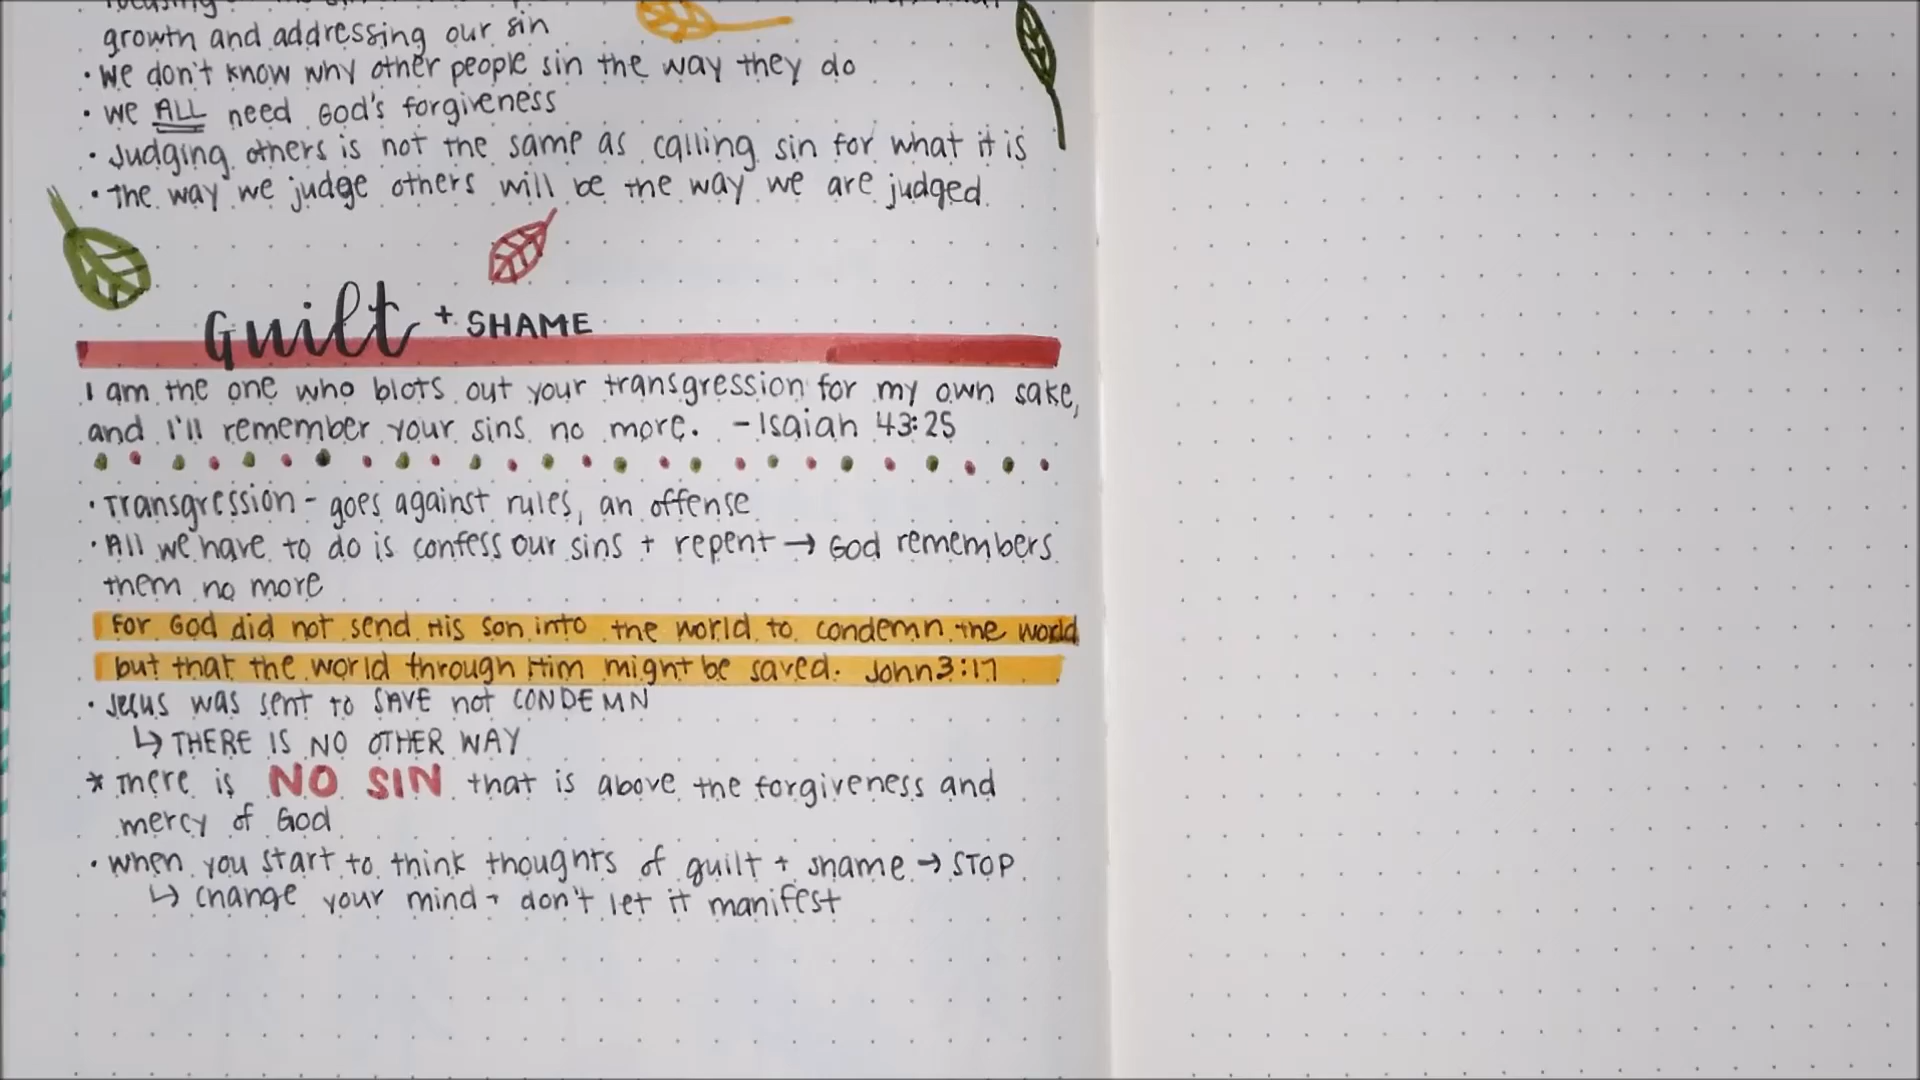 growth and addressing our sin
• we don't know why other people sin the way they do
• we ALL need God's forgiveness
• Judging others is not the same as calling sin for what it is
• the way we judge others will be the way we are judged
Guilt + SHAME
I am the one who blots out your transgression for my own sake,
and I'll remember your sins no more. - Isaiah 43:25
• Transgression - goes against rules, an offense
• All we have to do is confess our sins + repent → God remembers
them no more
For God did not send His son into the world to condemn the world
but that the world through Him might be saved. John 3:17
• Jesus was sent to SAVE not CONDEMN
↳ THERE IS NO OTHER WAY
* There is NO SIN that is above the forgiveness and
mercy of God
• when you start to think thoughts of guilt + shame → STOP
↳ change your mind + don't let it manifest